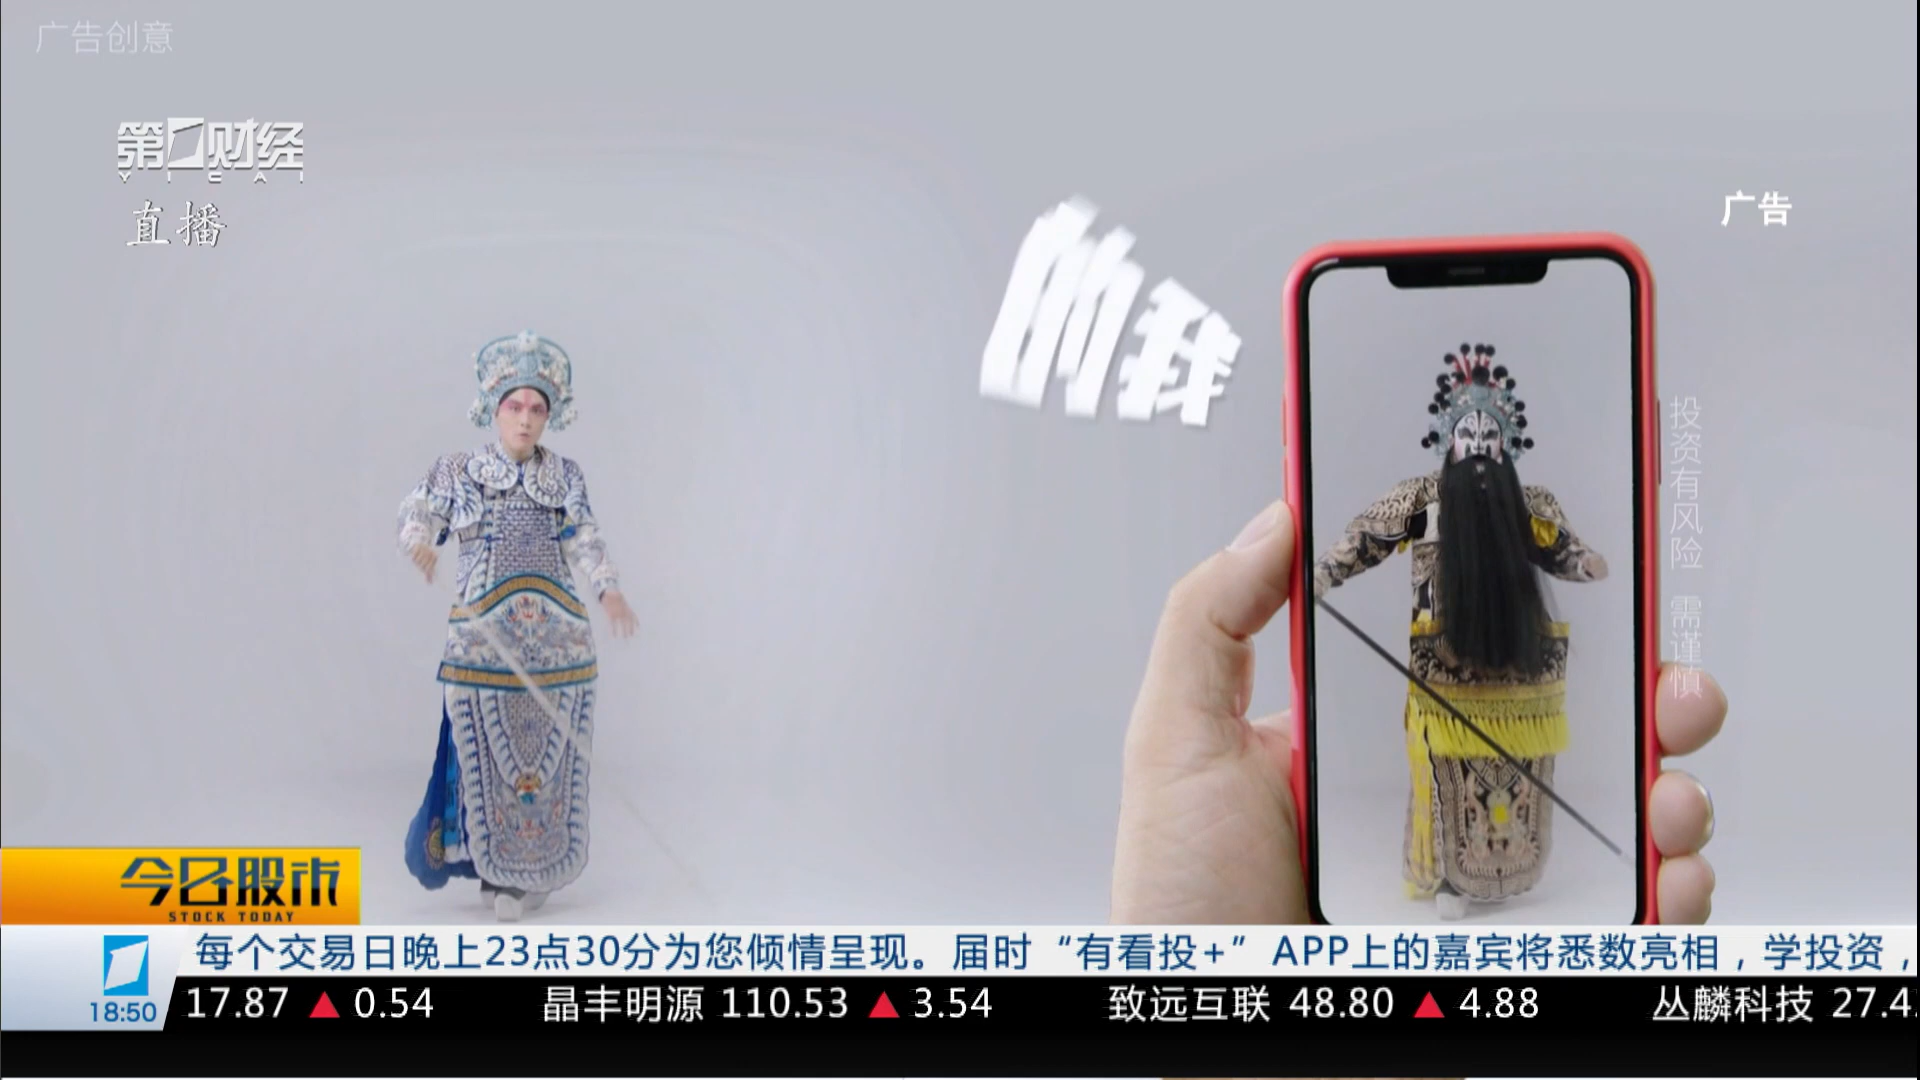 广告创意
第一财经
YICAI
直播
广告
的我
投资有风险 需谨慎
今日股市
STOCK TODAY
每个交易日晚上23点30分为您倾情呈现。届时“有看投+”APP上的嘉宾将悉数亮相，学投资，
18:50
17.87 ▲ 0.54 晶丰明源 110.53 ▲ 3.54 致远互联 48.80 ▲ 4.88 丛麟科技 27.4